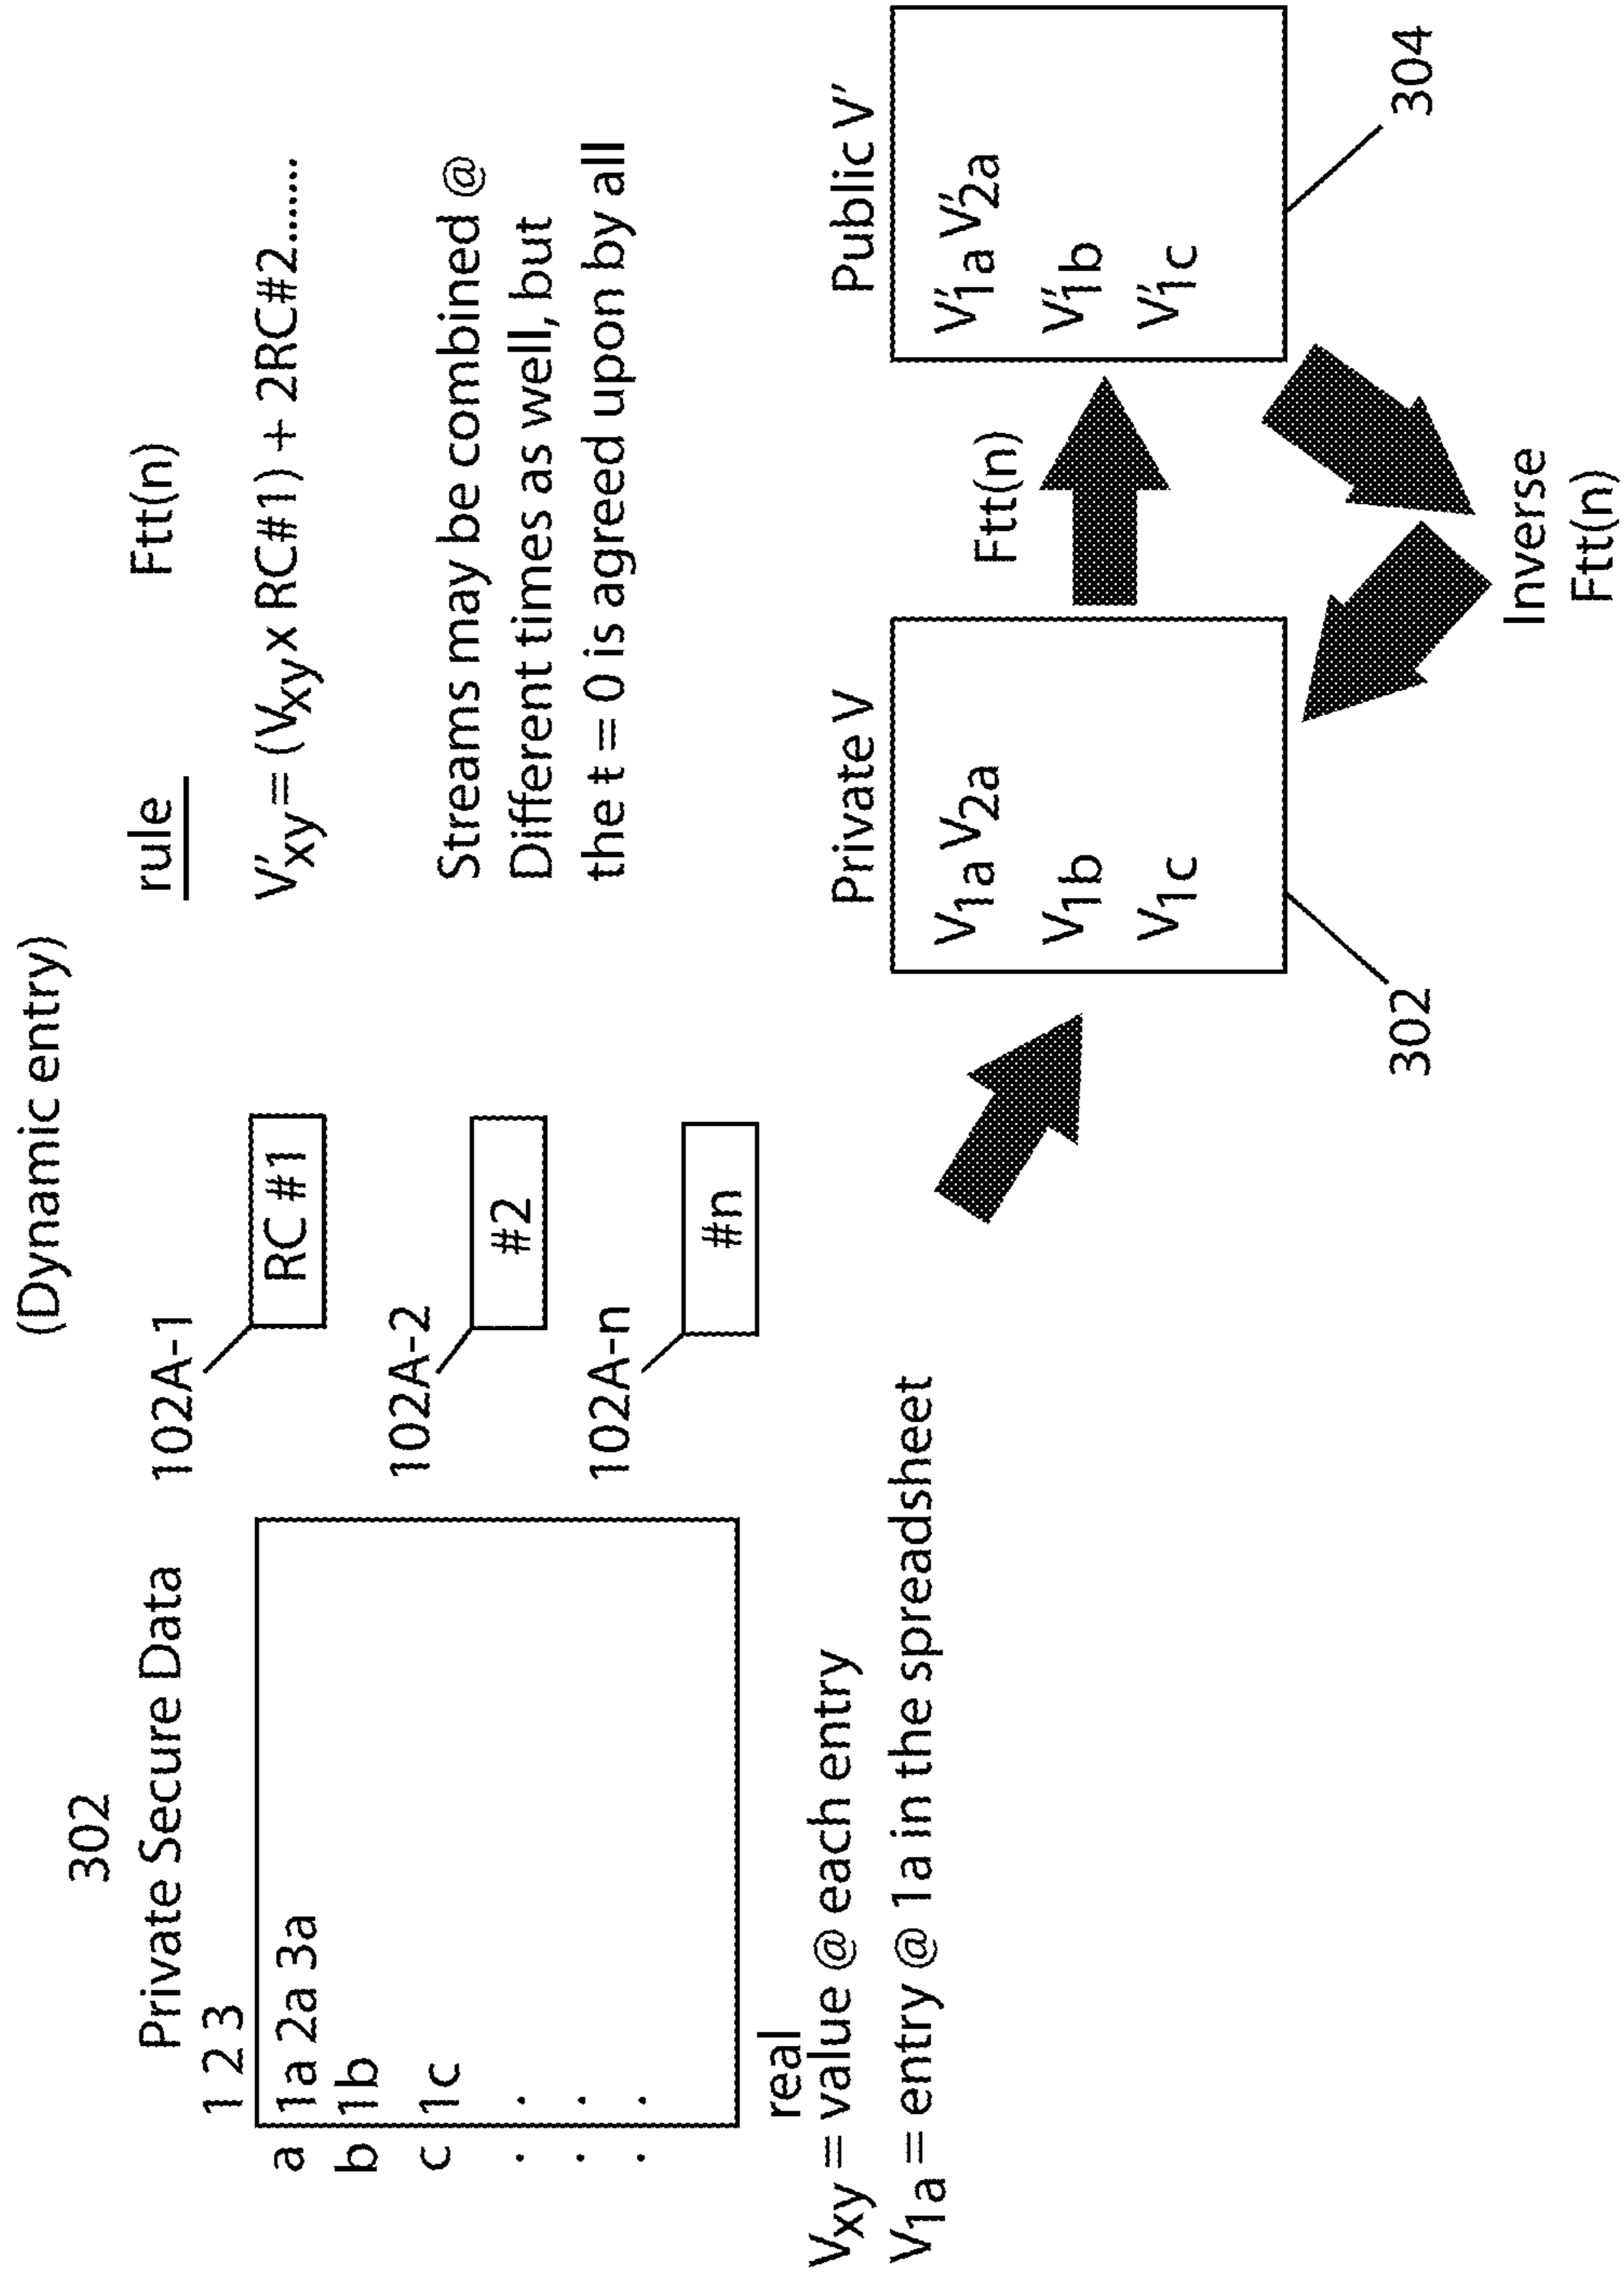 (Dynamic entry)
302
Private Secure Data
1 2 3
a 1a 2a 3a
b 1b
c 1c
. .
. .
. .
real
Vxy = value @ each entry
V1a = entry @ 1a in the spreadsheet
102A-1
RC #1
102A-2
#2
102A-n
#n
rule
Ftt(n)
V'xy = (Vxy x RC#1) + 2RC#2......
Streams may be combined @
Different times as well, but
the t = 0 is agreed upon by all
Private V
V1a V2a
V1b
V1c
302
Ftt(n)
Public V'
V'1a V'2a
V'1b
V'1c
304
Inverse
Ftt(n)